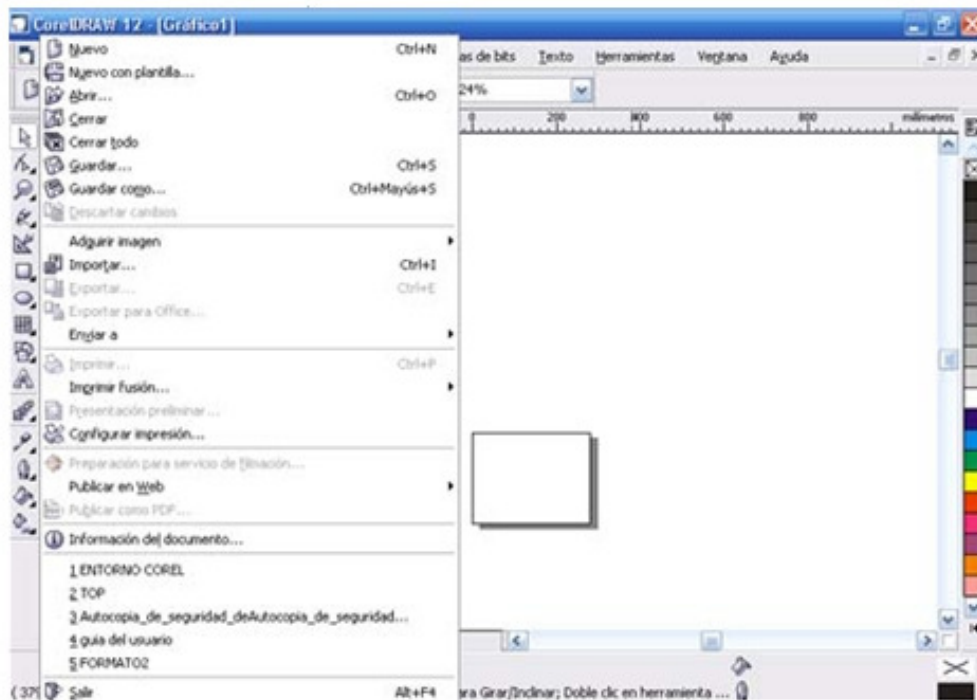 CorelDRAW 12 - [Gráfico1]
as de bits Texto Herramientas Ventana Ayuda
24%
0 200 400 600 800 milímetros
Nuevo Ctrl+N
Nuevo con plantilla...
Abrir... Ctrl+O
Cerrar
Cerrar todo
Guardar... Ctrl+S
Guardar como... Ctrl+Mayús+S
Descartar cambios
Adquirir imagen
Importar... Ctrl+I
Exportar... Ctrl+E
Exportar para Office...
Enviar a
Imprimir... Ctrl+P
Imprimir fusión...
Presentación preliminar...
Configurar impresión...
Preparación para servicio de filmación...
Publicar en Web
Publicar como PDF...
Información del documento...
1 ENTORNO COREL
2 TOP
3 Autocopia_de_seguridad_deAutocopia_de_seguridad...
4 guia del usuario
5 FORMATO2
Salir Alt+F4
( 379
ara Girar/Inclinar; Doble clic en herramienta ...